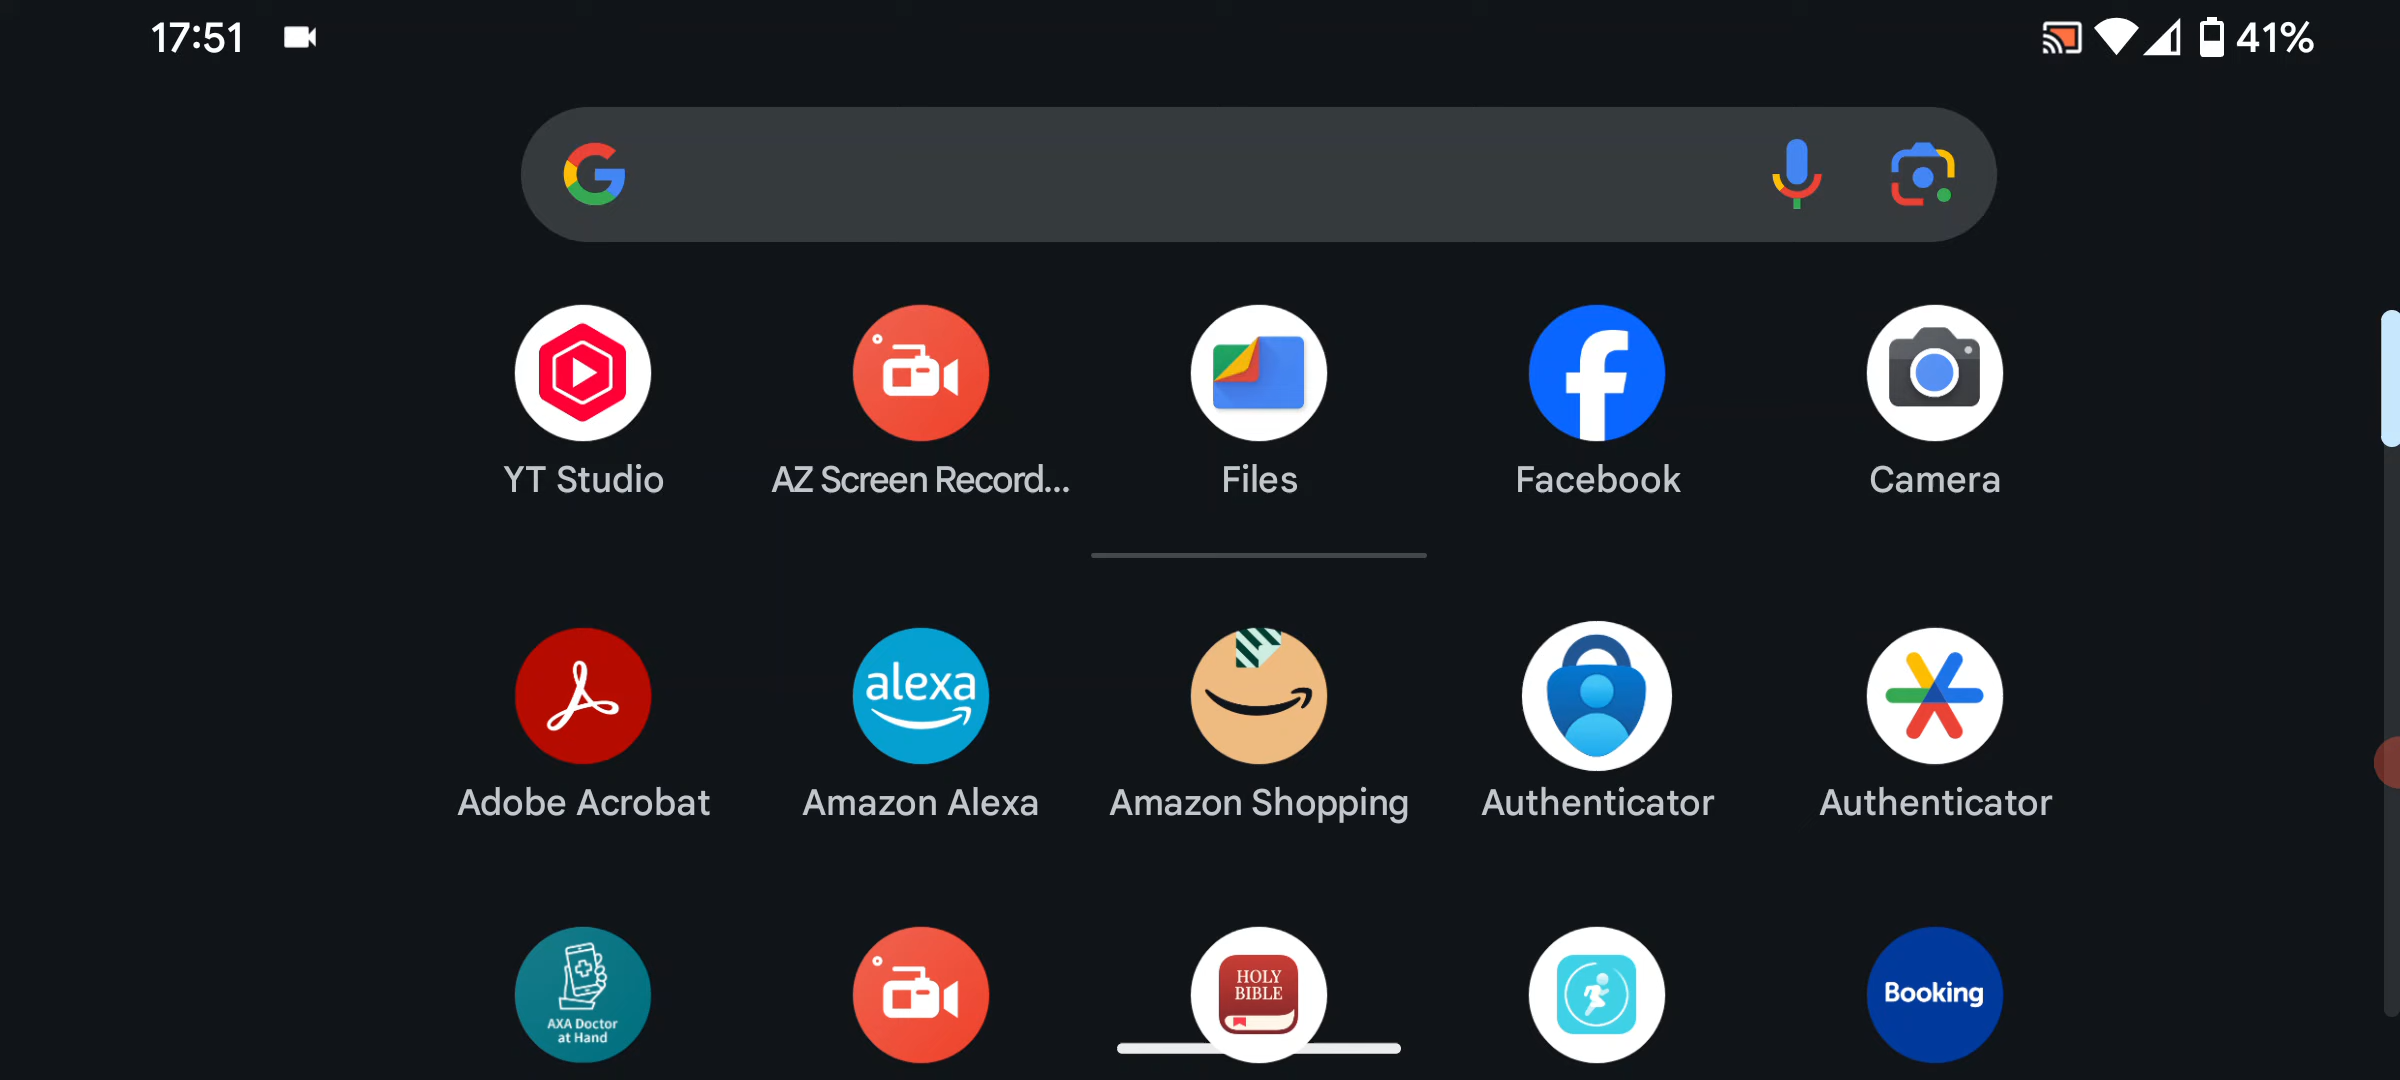 17:51
41%
YT Studio
AZ Screen Record...
Files
Facebook
Camera
alexa
Adobe Acrobat
Amazon Alexa
Amazon Shopping
Authenticator
Authenticator
AXA Doctor
at Hand
HOLY
BIBLE
Booking